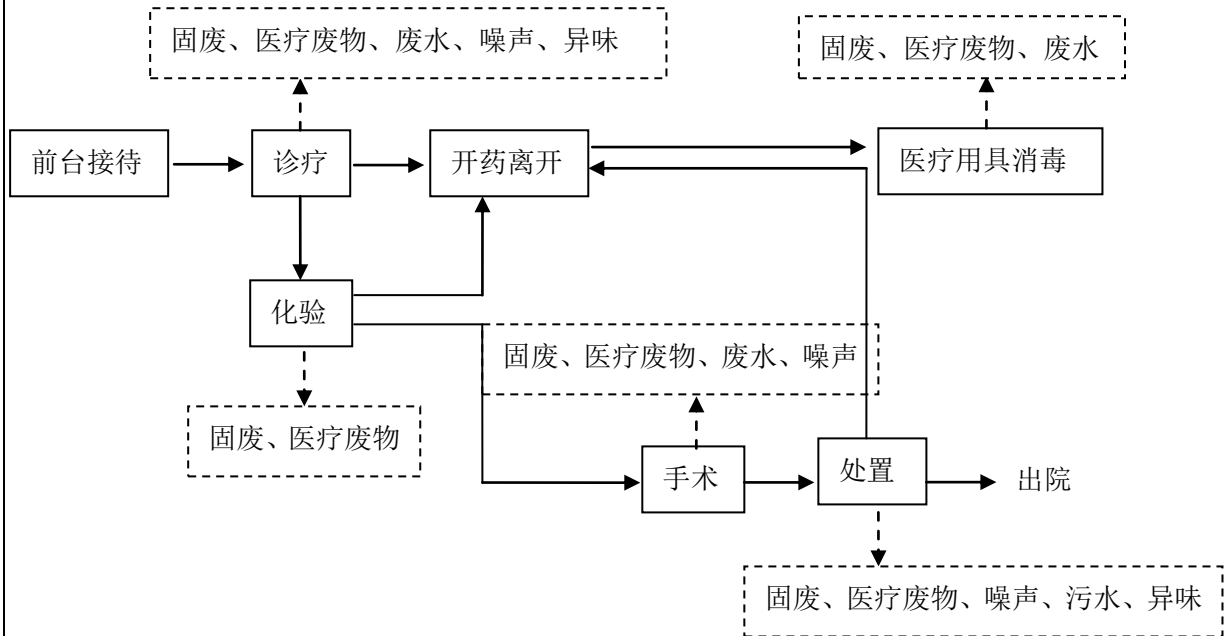 固废、医疗废物、废水、噪声、异味
固废、医疗废物、废水
前台接待
诊疗
开药离开
医疗用具消毒
化验
固废、医疗废物、废水、噪声
固废、医疗废物
手术
处置
出院
固废、医疗废物、噪声、污水、异味